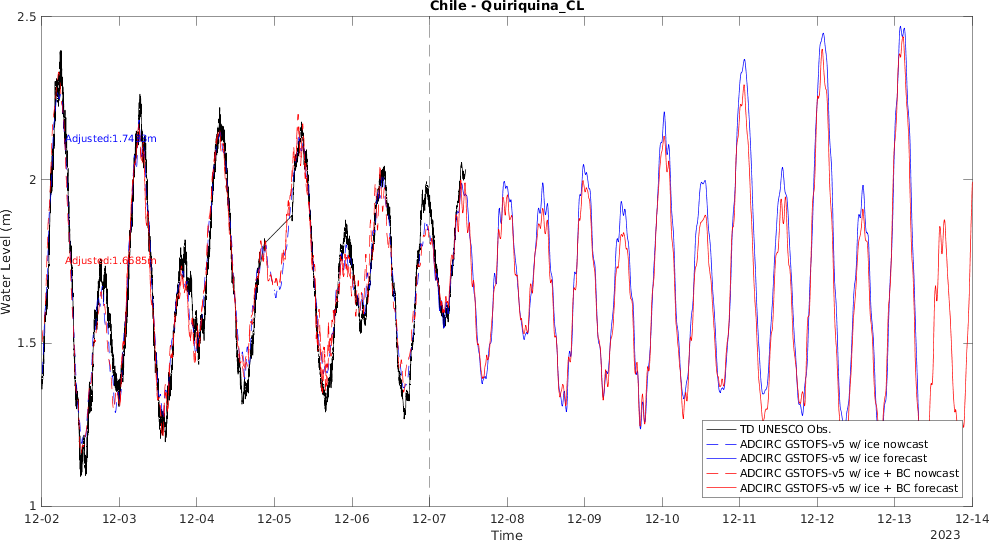 Chile - Quiriquina_CL
2.5
2
1.5
1
Water Level (m)
Adjusted:1.6585m
12-02 12-03 12-04 12-05 12-06 12-07 12-08 12-09 12-10 12-11 12-12 12-13 12-14
Time
2023
TD UNESCO Obs.
ADCIRC GSTOFS-v5 w/ ice nowcast
ADCIRC GSTOFS-v5 w/ ice forecast
ADCIRC GSTOFS-v5 w/ ice + BC nowcast
ADCIRC GSTOFS-v5 w/ ice + BC forecast